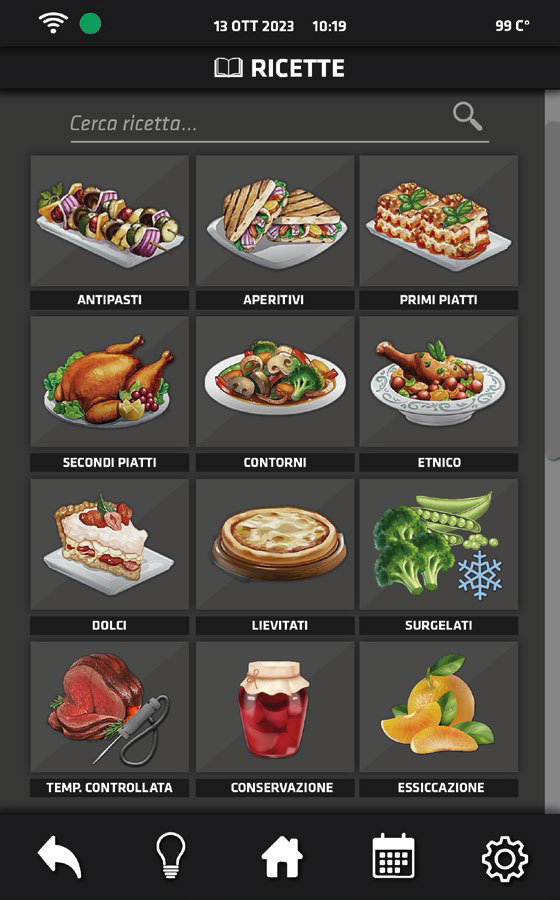 13 OTT 2023 10:19 99 C°
RICETTE
Cerca ricetta...
ANTIPASTI APERITIVI PRIMI PIATTI
SECONDI PIATTI CONTORNI ETNICO
DOLCI LIEVITATI SURGELATI
TEMP. CONTROLLATA CONSERVAZIONE ESSICCAZIONE